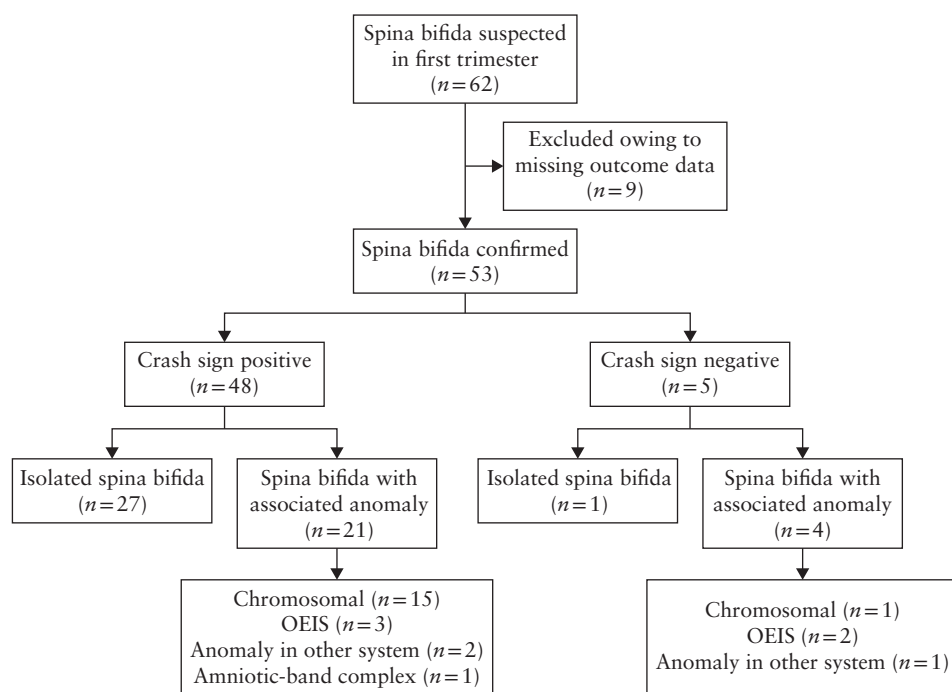 Spina bifida suspected
in first trimester
(n=62)
Excluded owing to
missing outcome data
(n=9)
Spina bifida confirmed
(n=53)
Crash sign positive
(n=48)
Crash sign negative
(n=5)
Isolated spina bifida
(n=27)
Spina bifida with
associated anomaly
(n=21)
Isolated spina bifida
(n=1)
Spina bifida with
associated anomaly
(n=4)
Chromosomal (n=15)
OEIS (n=3)
Anomaly in other system (n=2)
Amniotic-band complex (n=1)
Chromosomal (n=1)
OEIS (n=2)
Anomaly in other system (n=1)